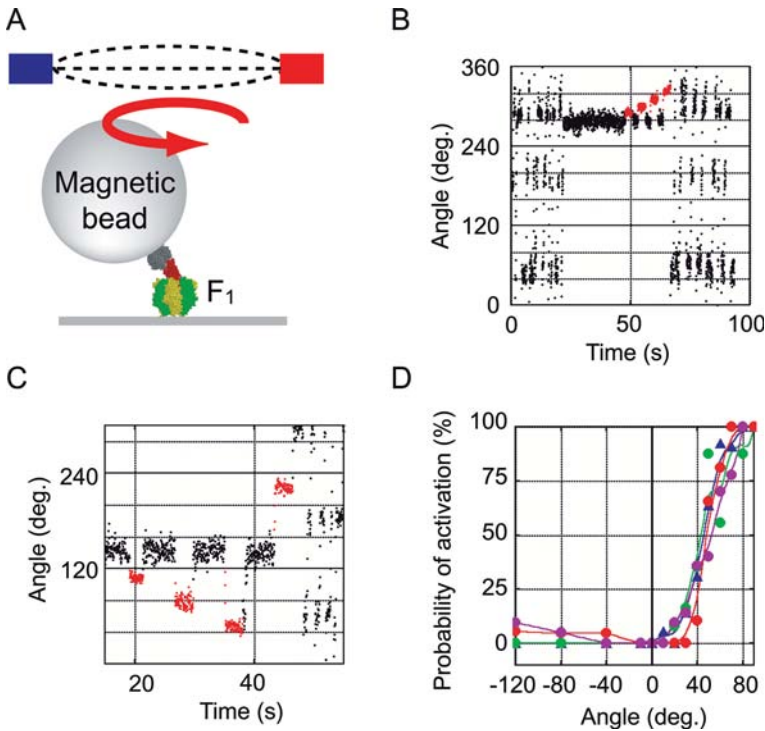 A
Magnetic
bead
F1
B
Angle (deg.)
360
240
120
0
0
50
100
Time (s)
C
Angle (deg.)
240
120
20
40
Time (s)
D
Probability of activation (%)
100
75
50
25
0
-120
-80
-40
0
40
80
Angle (deg.)